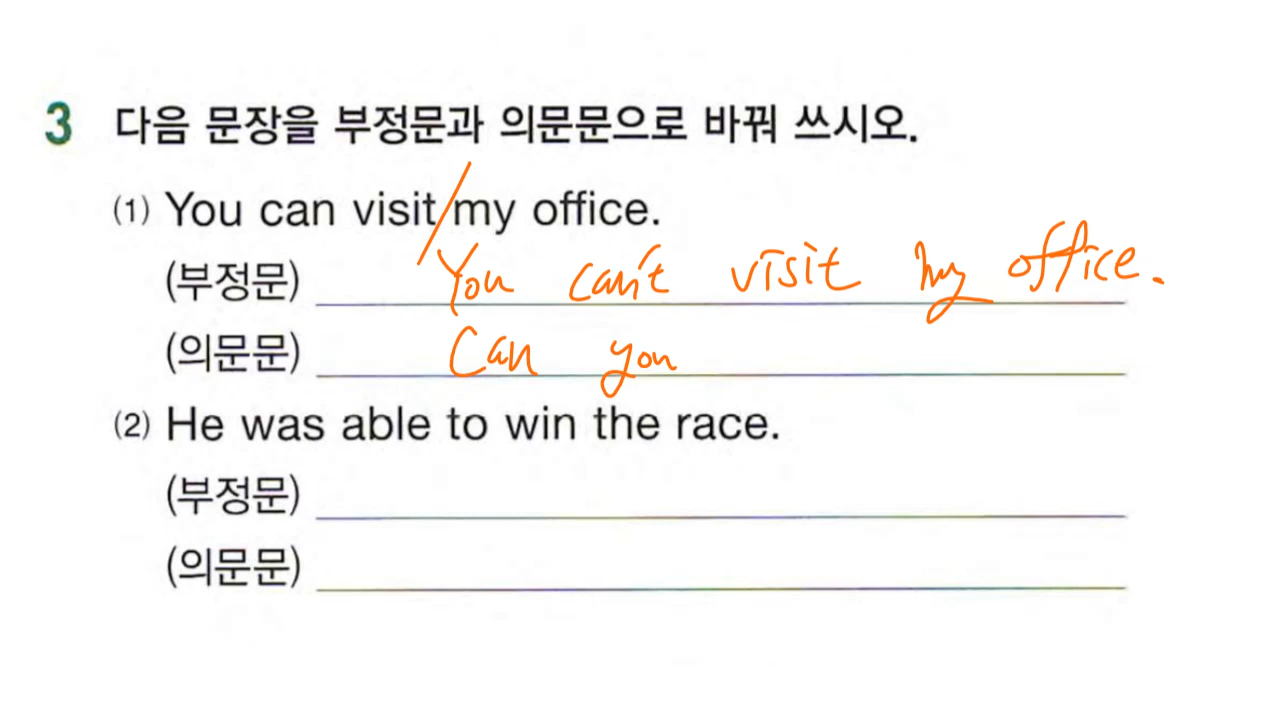 3 다음 문장을 부정문과 의문문으로 바꿔 쓰시오.
(1) You can visit/my office.
(부정문) You can't visit my office.
(의문문) Can you
(2) He was able to win the race.
(부정문)
(의문문)